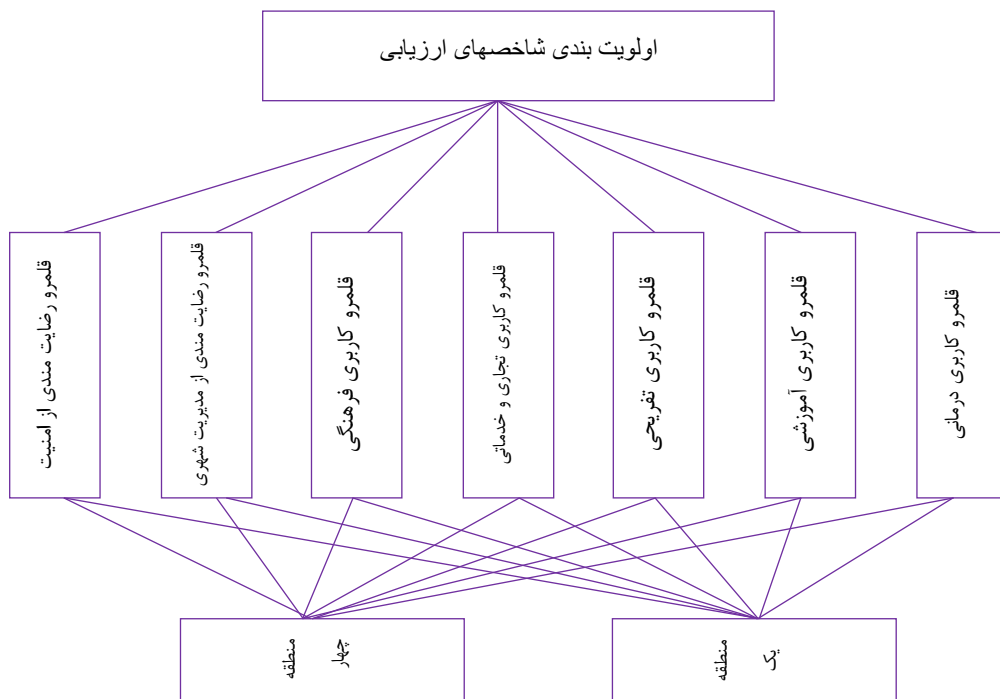 اولویت بندی شاخصهای ارزیابی
قلمرو کاربری درمانی
قلمرو کاربری آموزشی
قلمرو کاربری تفریحی
قلمرو کاربری تجاری و خدماتی
قلمرو کاربری فرهنگی
قلمرو رضایت مندی از مدیریت شهری
قلمرو رضایت مندی از امنیت
منطقه
یک
منطقه
چهار